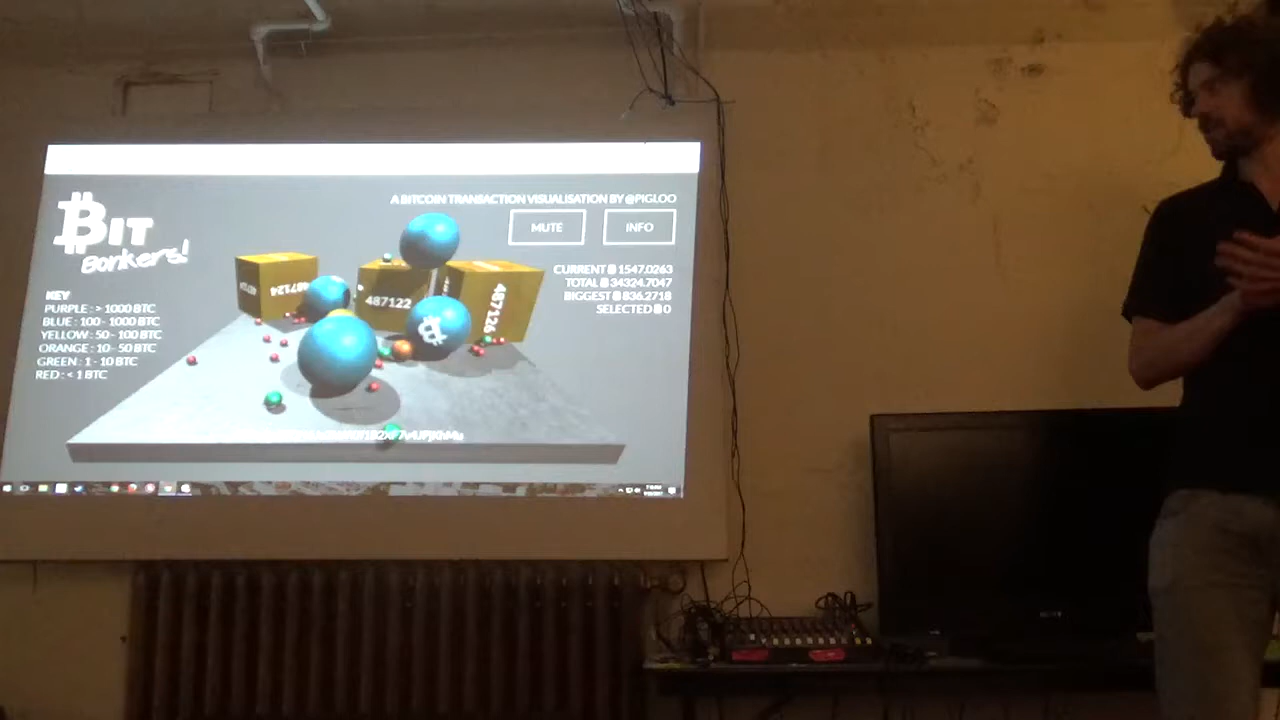 A BITCOIN TRANSACTION VISUALISATION BY @PIGLOO
BIT
Bonkers!
MUTE
INFO
CURRENT 1547.0263
TOTAL 34324.7047
BIGGEST 836.2718
SELECTED 0
KEY
PURPLE : > 1000 BTC
BLUE : 100 - 1000 BTC
YELLOW : 50 - 100 BTC
ORANGE : 10 - 50 BTC
GREEN : 1 - 10 BTC
RED : < 1 BTC
487124
487122
487126